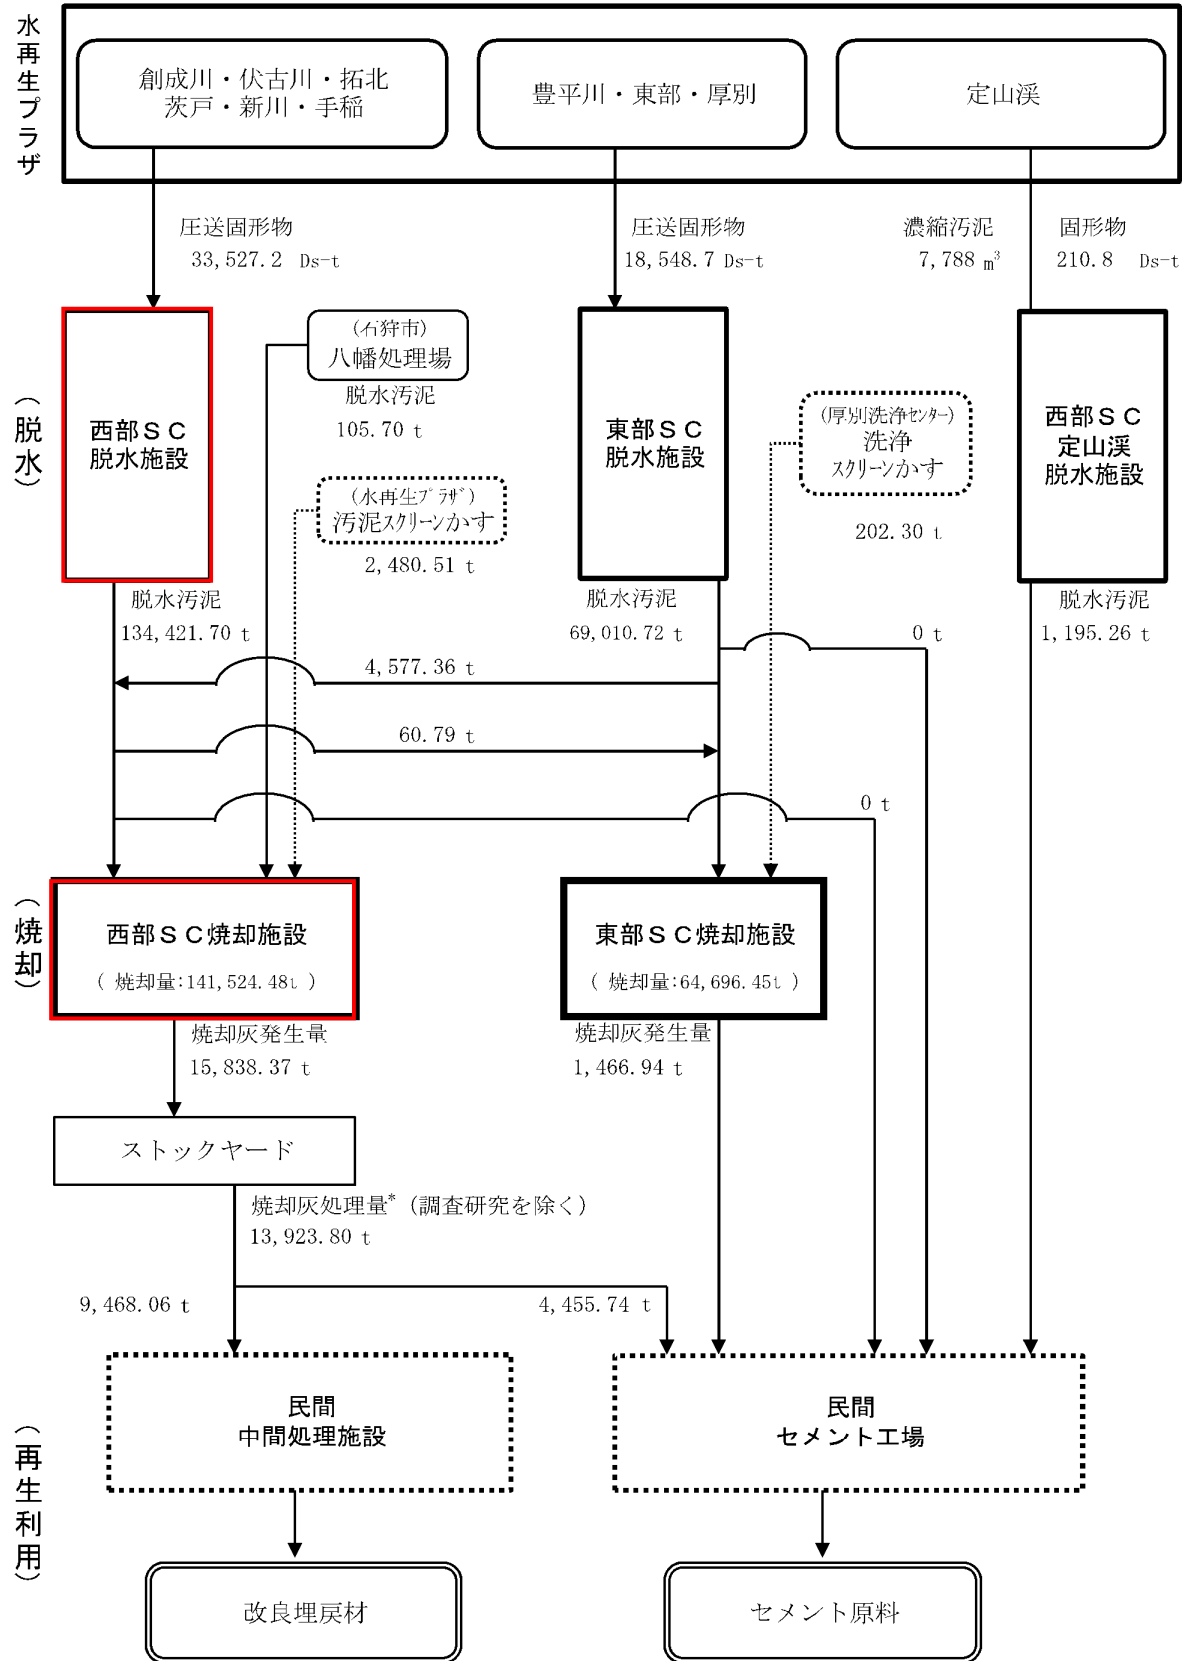 水再生プラザ
創成川・伏古川・拓北
茨戸・新川・手稲
豊平川・東部・厚別
定山渓
圧送固形物
33,527.2 Ds-t
圧送固形物
18,548.7 Ds-t
濃縮汚泥
7,788 m³
固形物
210.8 Ds-t
(脱水)
西部SC
脱水施設
(石狩市)
八幡処理場
脱水汚泥
105.70 t
(水再生プラザ)
汚泥スクリーンかす
2,480.51 t
東部SC
脱水施設
(厚別洗浄センター)
洗浄
スクリーンかす
202.30 t
西部SC
定山渓
脱水施設
脱水汚泥
134,421.70 t
脱水汚泥
69,010.72 t
0 t
脱水汚泥
1,195.26 t
4,577.36 t
60.79 t
0 t
(焼却)
西部SC焼却施設
( 焼却量:141,524.48t )
東部SC焼却施設
( 焼却量:64,696.45t )
焼却灰発生量
15,838.37 t
焼却灰発生量
1,466.94 t
ストックヤード
焼却灰処理量* (調査研究を除く)
13,923.80 t
9,468.06 t
4,455.74 t
(再生利用)
民間
中間処理施設
民間
セメント工場
改良埋戻材
セメント原料